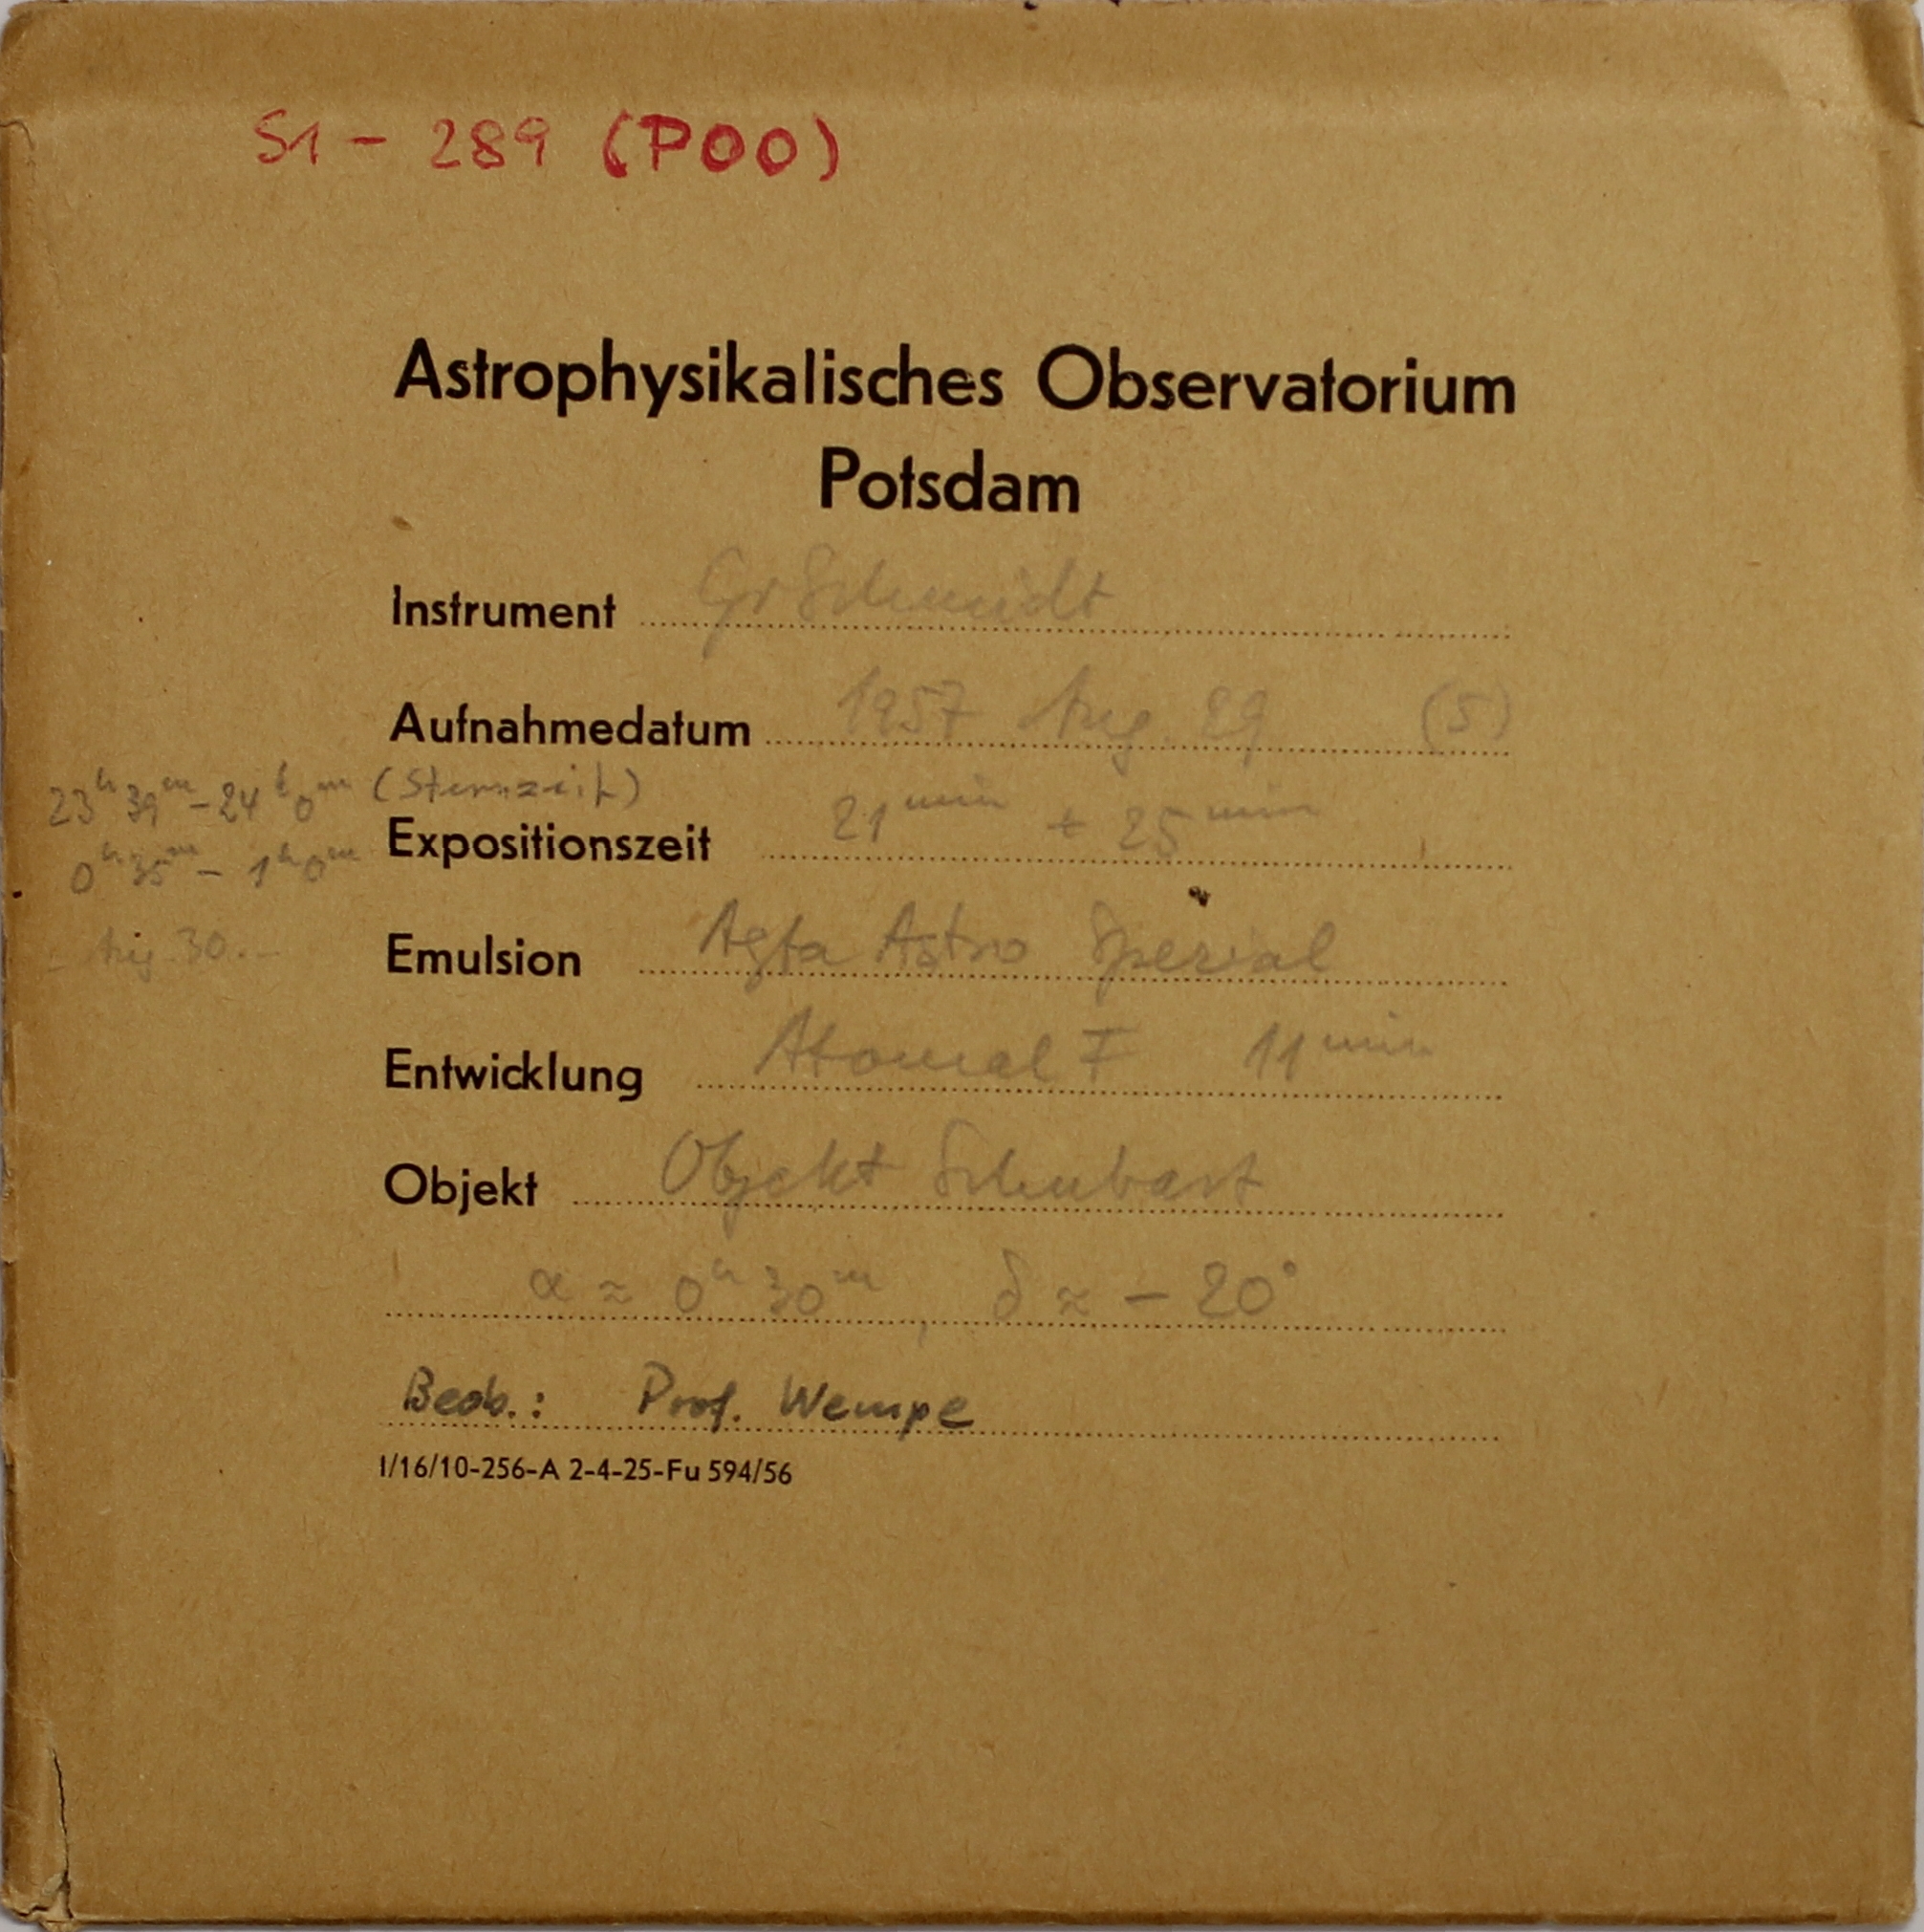 S1 - 289 (P00)
Astrophysikalisches Observatorium
Potsdam
Instrument Gr Schmidt
Aufnahmedatum 1957 Aug. 29 (5)
23ʰ 39ᵐ - 24ʰ 0ᵐ (Sternzeit)
Expositionszeit 21ᵐⁱⁿ + 25ᵐⁱⁿ
0ʰ 35ᵐ - 1ʰ 0ᵐ
Emulsion Agfa Astro Spezial
- Aug. 30. -
Entwicklung Atomal F 11ᵐⁱⁿ
Objekt Objekt Schubart
α ≈ 0ʰ 30ᵐ, δ ≈ - 20°
Beob.: Prof. Wempe
I/16/10-256-A 2-4-25-Fu 594/56